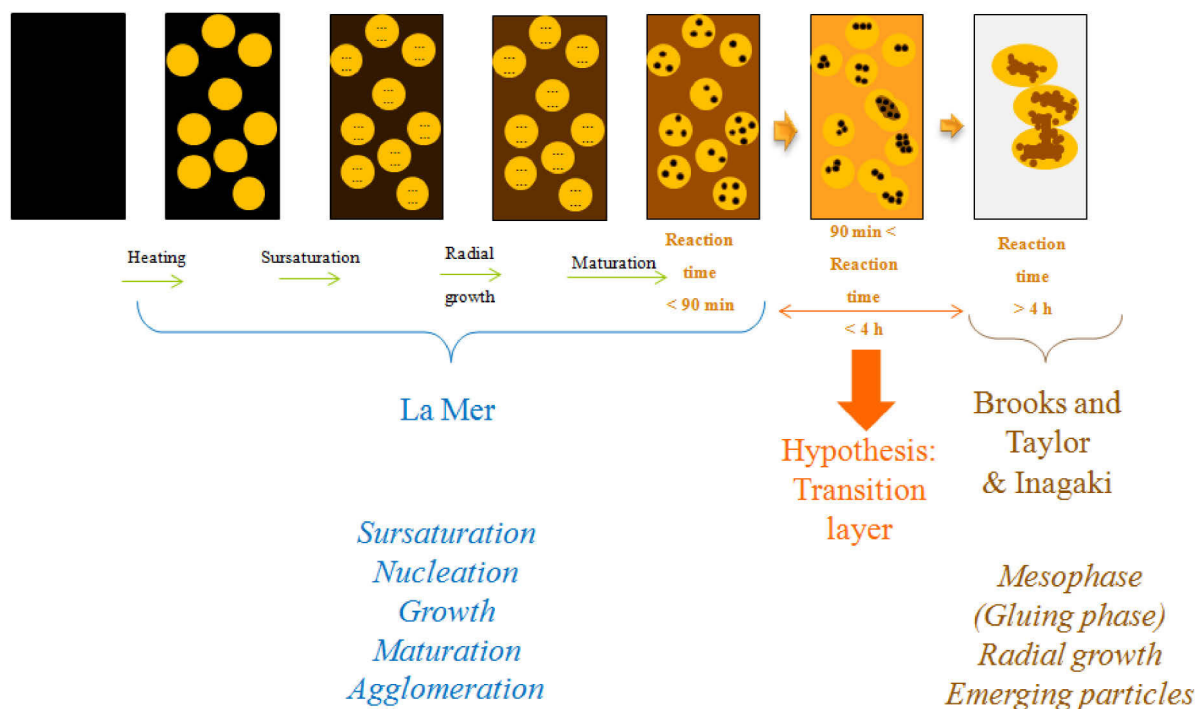 Heating
Sursaturation
Radial
growth
Maturation
Reaction
time
< 90 min
90 min <
Reaction
time
< 4 h
Reaction
time
> 4 h
La Mer
Hypothesis:
Transition
layer
Brooks and
Taylor
& Inagaki
Sursaturation
Nucleation
Growth
Maturation
Agglomeration
Mesophase
(Gluing phase)
Radial growth
Emerging particles